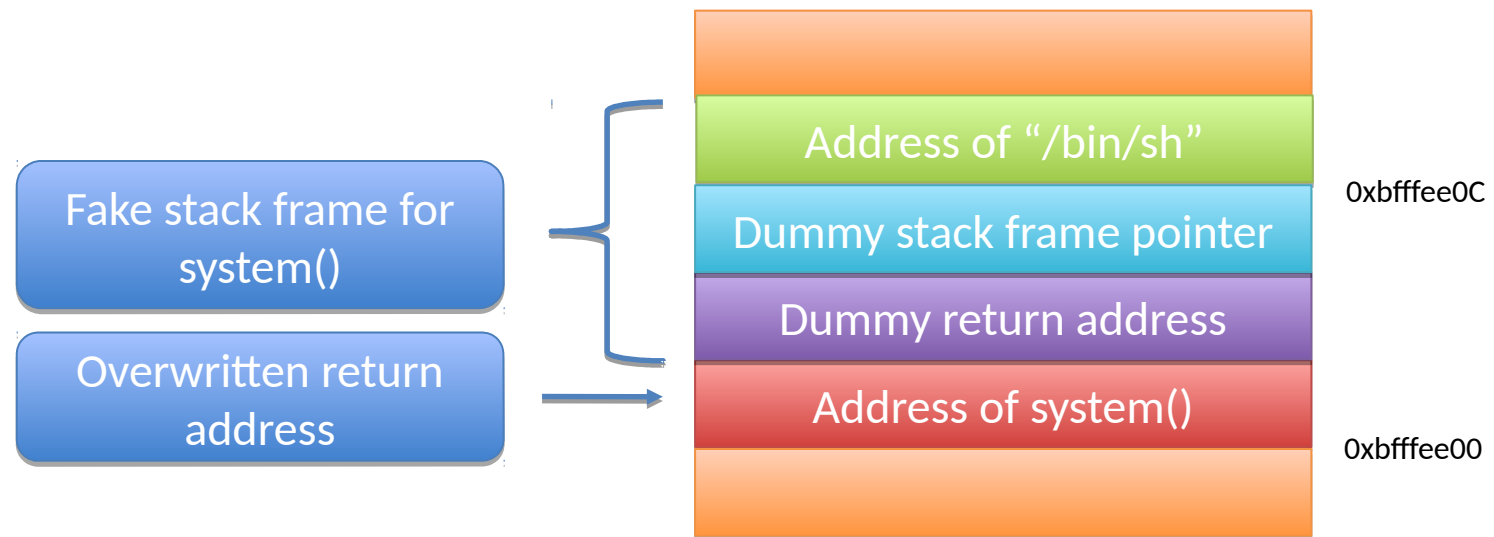 Address of “/bin/sh”
0xbfffee0C
Fake stack frame for
system()
Dummy stack frame pointer
Dummy return address
Overwritten return
address
Address of system()
0xbfffee00